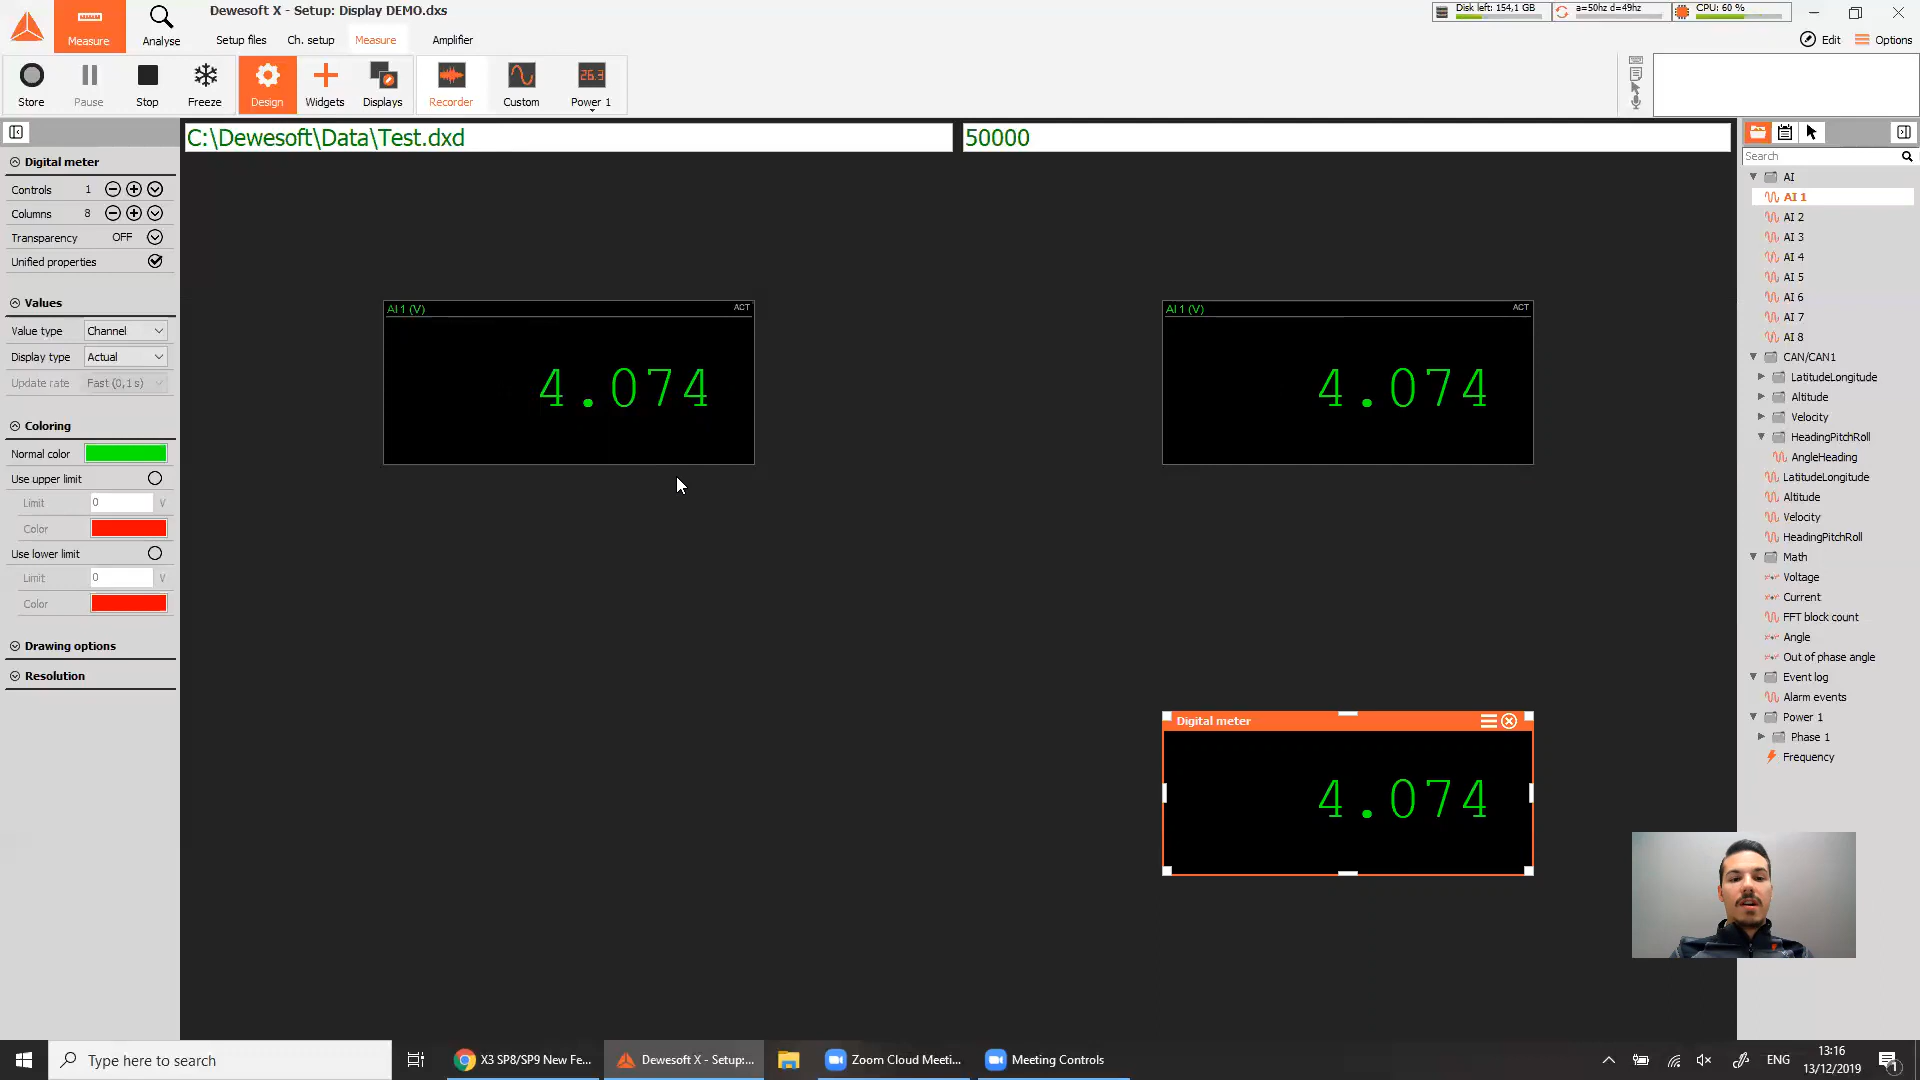 Dewesoft X - Setup: Display DEMO.dxs
Disk left: 154,1 GB
a=50hz d=49hz
CPU: 60 %
Measure
Analyse
Setup files
Ch. setup
Measure
Amplifier
Edit
Options
Store
Pause
Stop
Freeze
Design
Widgets
Displays
Recorder
Custom
26.3
Power 1
C:\Dewesoft\Data\Test.dxd
50000
Digital meter
Controls 1
Columns 8
Transparency OFF
Unified properties
Values
Value type Channel
Display type Actual
Update rate Fast (0,1 s)
Coloring
Normal color
Use upper limit
Limit 0 V
Color
Use lower limit
Limit 0 V
Color
Drawing options
Resolution
AI 1 (V) ACT
4.074
AI 1 (V) ACT
4.074
Digital meter
4.074
Search
AI
AI 1
AI 2
AI 3
AI 4
AI 5
AI 6
AI 7
AI 8
CAN/CAN1
LatitudeLongitude
Altitude
Velocity
HeadingPitchRoll
AngleHeading
LatitudeLongitude
Altitude
Velocity
HeadingPitchRoll
Math
Voltage
Current
FFT block count
Angle
Out of phase angle
Event log
Alarm events
Power 1
Phase 1
Frequency
Type here to search
X3 SP8/SP9 New Fe...
Dewesoft X - Setup:...
Zoom Cloud Meeti...
Meeting Controls
ENG
13:16
13/12/2019
1